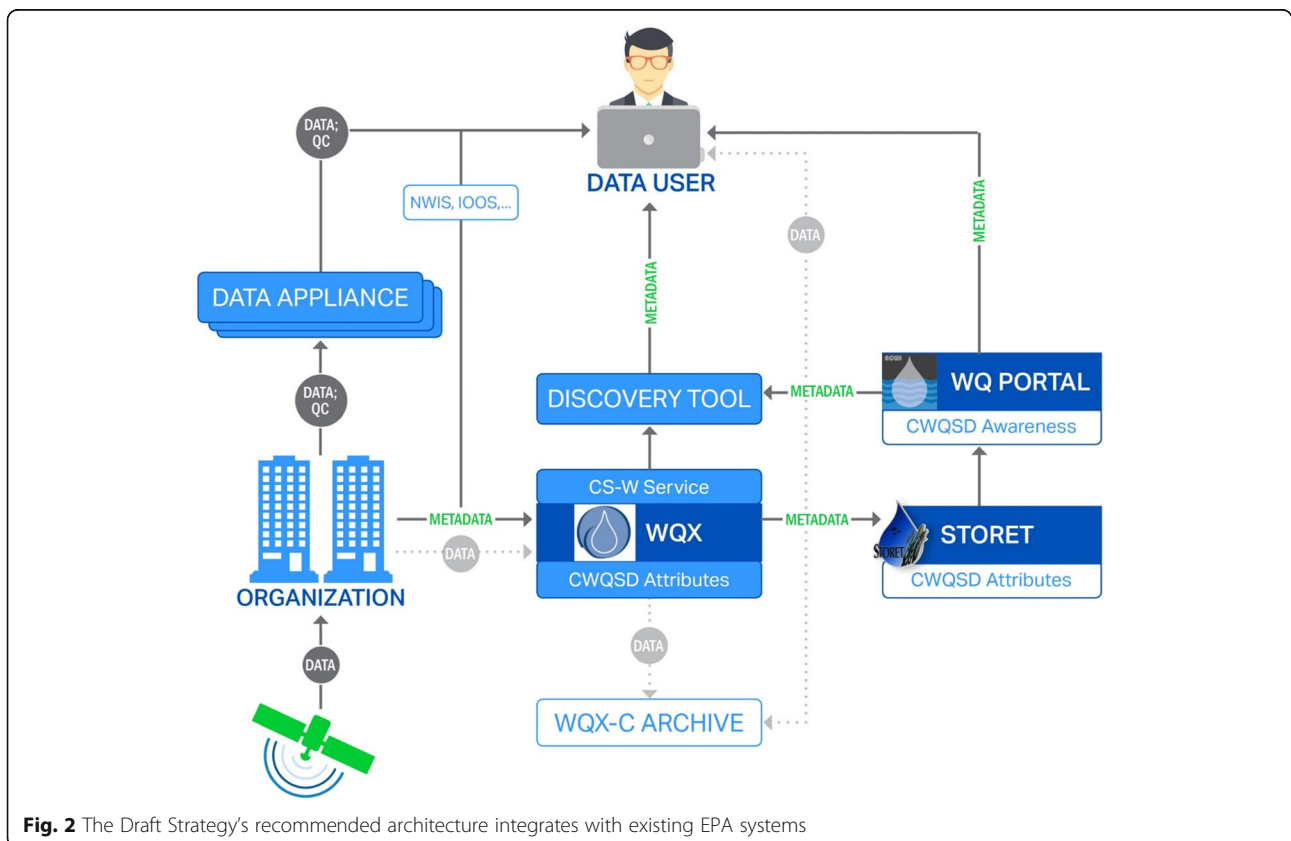 DATA;
QC
NWIS, IOOS,...
DATA USER
METADATA
DATA
DATA APPLIANCE
METADATA
DATA;
QC
DISCOVERY TOOL
METADATA
WQ PORTAL
CWQSD Awareness
CS-W Service
METADATA
WQX
METADATA
STORET
STORET
DATA
CWQSD Attributes
CWQSD Attributes
ORGANIZATION
DATA
DATA
WQX-C ARCHIVE
Fig. 2 The Draft Strategy's recommended architecture integrates with existing EPA systems